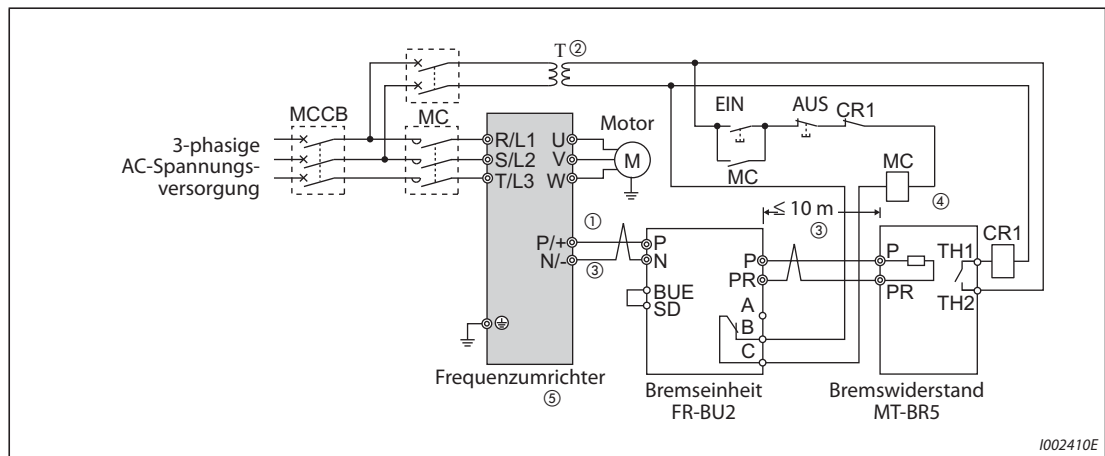 T ②
MCCB
MC
3-phasige
AC-Spannungs-
versorgung
R/L1
S/L2
T/L3
U
V
W
Motor
M
EIN
AUS
CR1
MC
MC
④
≤ 10 m
③
①
P/+
N/-
③
P
N
BUE
SD
P
PR
A
B
C
P
PR
TH1
TH2
CR1
Frequenzumrichter
⑤
Bremseinheit
FR-BU2
Bremswiderstand
MT-BR5
I002410E